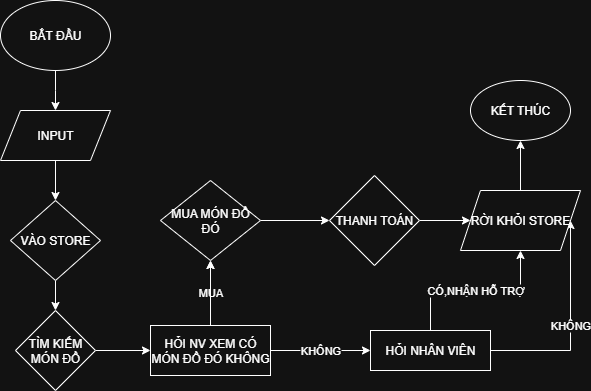 BẮT ĐẦU
INPUT
VÀO STORE
TÌM KIẾM
MÓN ĐỒ
HỎI NV XEM CÓ
MÓN ĐỒ ĐÓ KHÔNG
MUA
MUA MÓN ĐỒ
ĐÓ
THANH TOÁN
KHÔNG
HỎI NHÂN VIÊN
CÓ,NHẬN HỖ TRỢ
KHÔNG
RỜI KHỎI STORE
KẾT THÚC